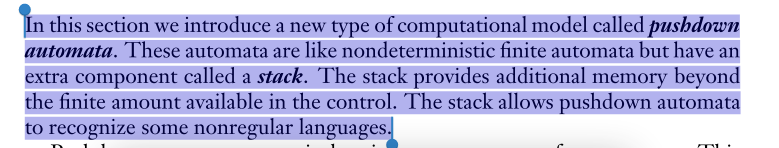 In this section we introduce a new type of computational model called pushdown
automata. These automata are like nondeterministic finite automata but have an
extra component called a stack. The stack provides additional memory beyond
the finite amount available in the control. The stack allows pushdown automata
to recognize some nonregular languages.